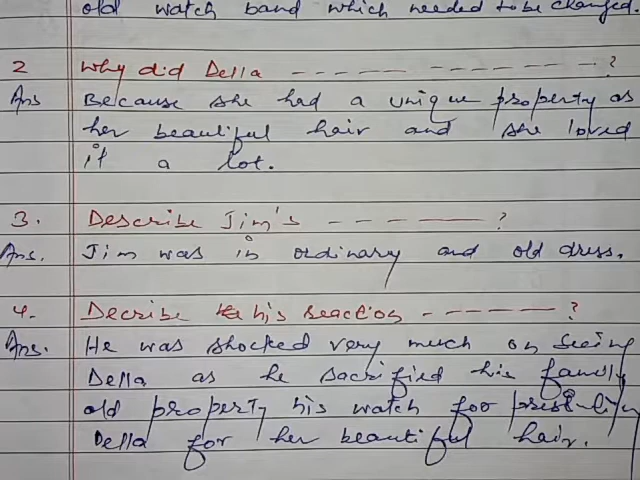 old watch band which needed to be changed.
2 Why did Della ---- ------?
Ans Because she had a unique property as
her beautiful hair and she loved
it a lot.
3. Describe Jim's ----------?
Ans. Jim was in ordinary and old dress.
4. Decribe his reaction --------?
Ans. He was shocked very much on seeing
Della as he sacrified his family
old property his watch for
Della for her beautiful hair.